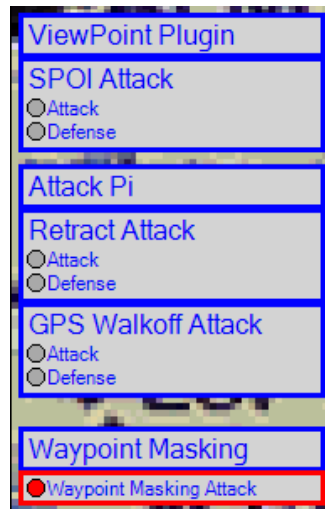 ViewPoint Plugin
SPOI Attack
Attack
Defense
Attack Pi
Retract Attack
Attack
Defense
GPS Walkoff Attack
Attack
Defense
Waypoint Masking
Waypoint Masking Attack